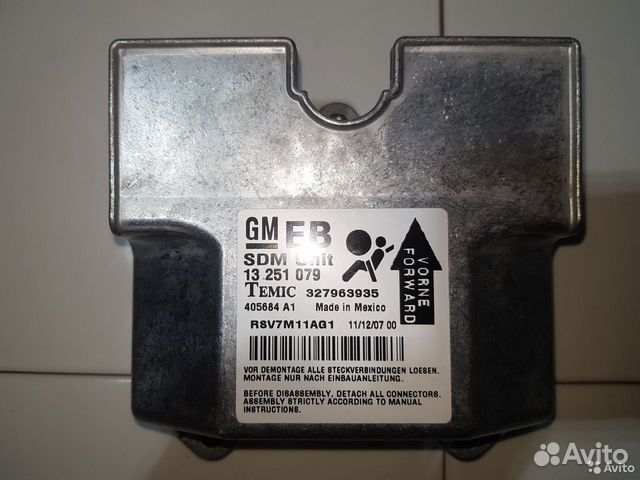 GM EB
SDM Unit
13 251 079
TEMIC 327963935
405684 A1 Made in Mexico
RSV7M11AG1 11/12/07 00
VORNE
FORWARD
VOR DEMONTAGE ALLE STECKVERBINDUNGEN LOESEN.
MONTAGE NUR NACH EINBAUANLEITUNG.
BEFORE DISASSEMBLY, DETACH ALL CONNECTORS.
ASSEMBLY STRICTLY ACCORDING TO MANUAL
INSTRUCTIONS.
Avito
Avito